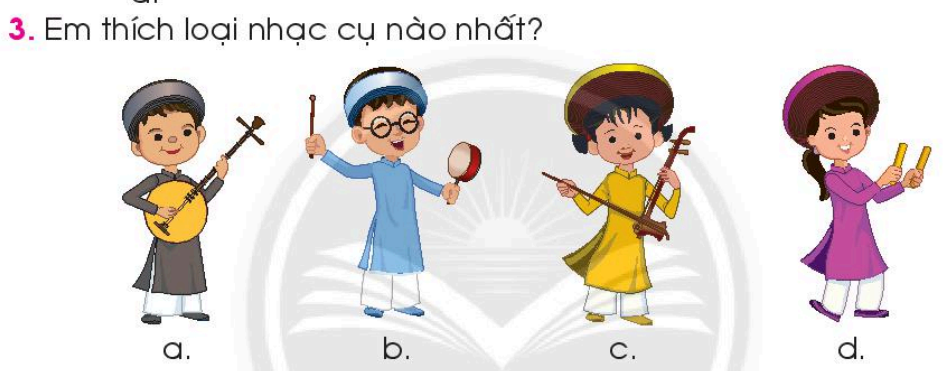 3. Em thích loại nhạc cụ nào nhất?
a. b. c. d.